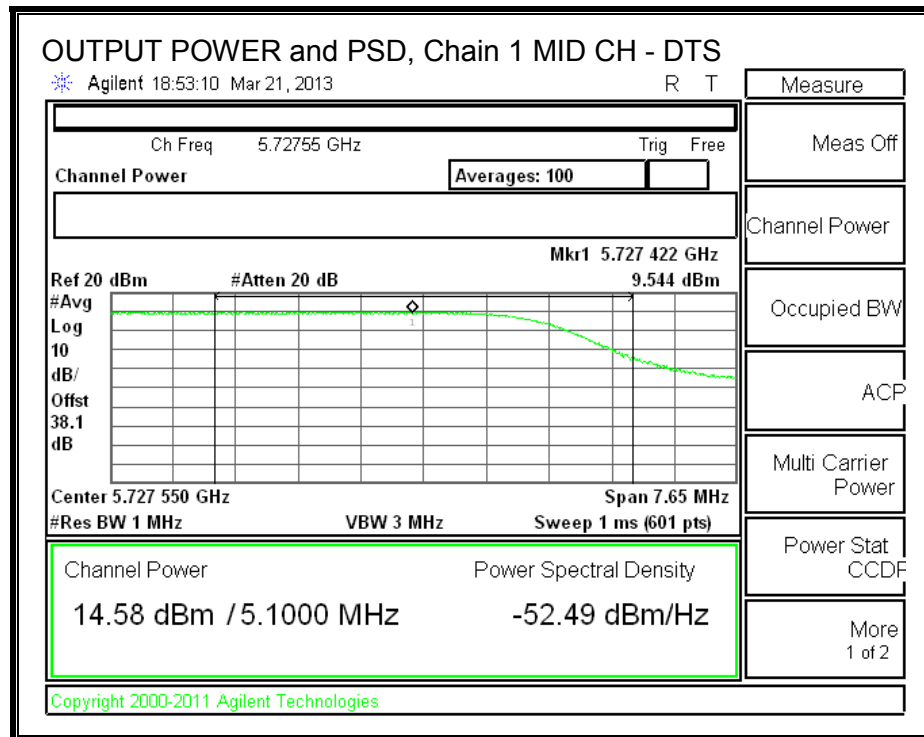 OUTPUT POWER and PSD, Chain 1 MID CH - DTS
Agilent 18:53:10 Mar 21, 2013 R T
Measure
Ch Freq 5.72755 GHz Trig Free
Meas Off
Channel Power Averages: 100
Channel Power
Mkr1 5.727 422 GHz
Ref 20 dBm #Atten 20 dB 9.544 dBm
#Avg
Log
10
dB/
Offst
38.1
dB
1
Occupied BW
ACP
Multi Carrier
Power
Center 5.727 550 GHz Span 7.65 MHz
#Res BW 1 MHz VBW 3 MHz Sweep 1 ms (601 pts)
Power Stat
CCDF
Channel Power Power Spectral Density
14.58 dBm / 5.1000 MHz -52.49 dBm/Hz
More
1 of 2
Copyright 2000-2011 Agilent Technologies